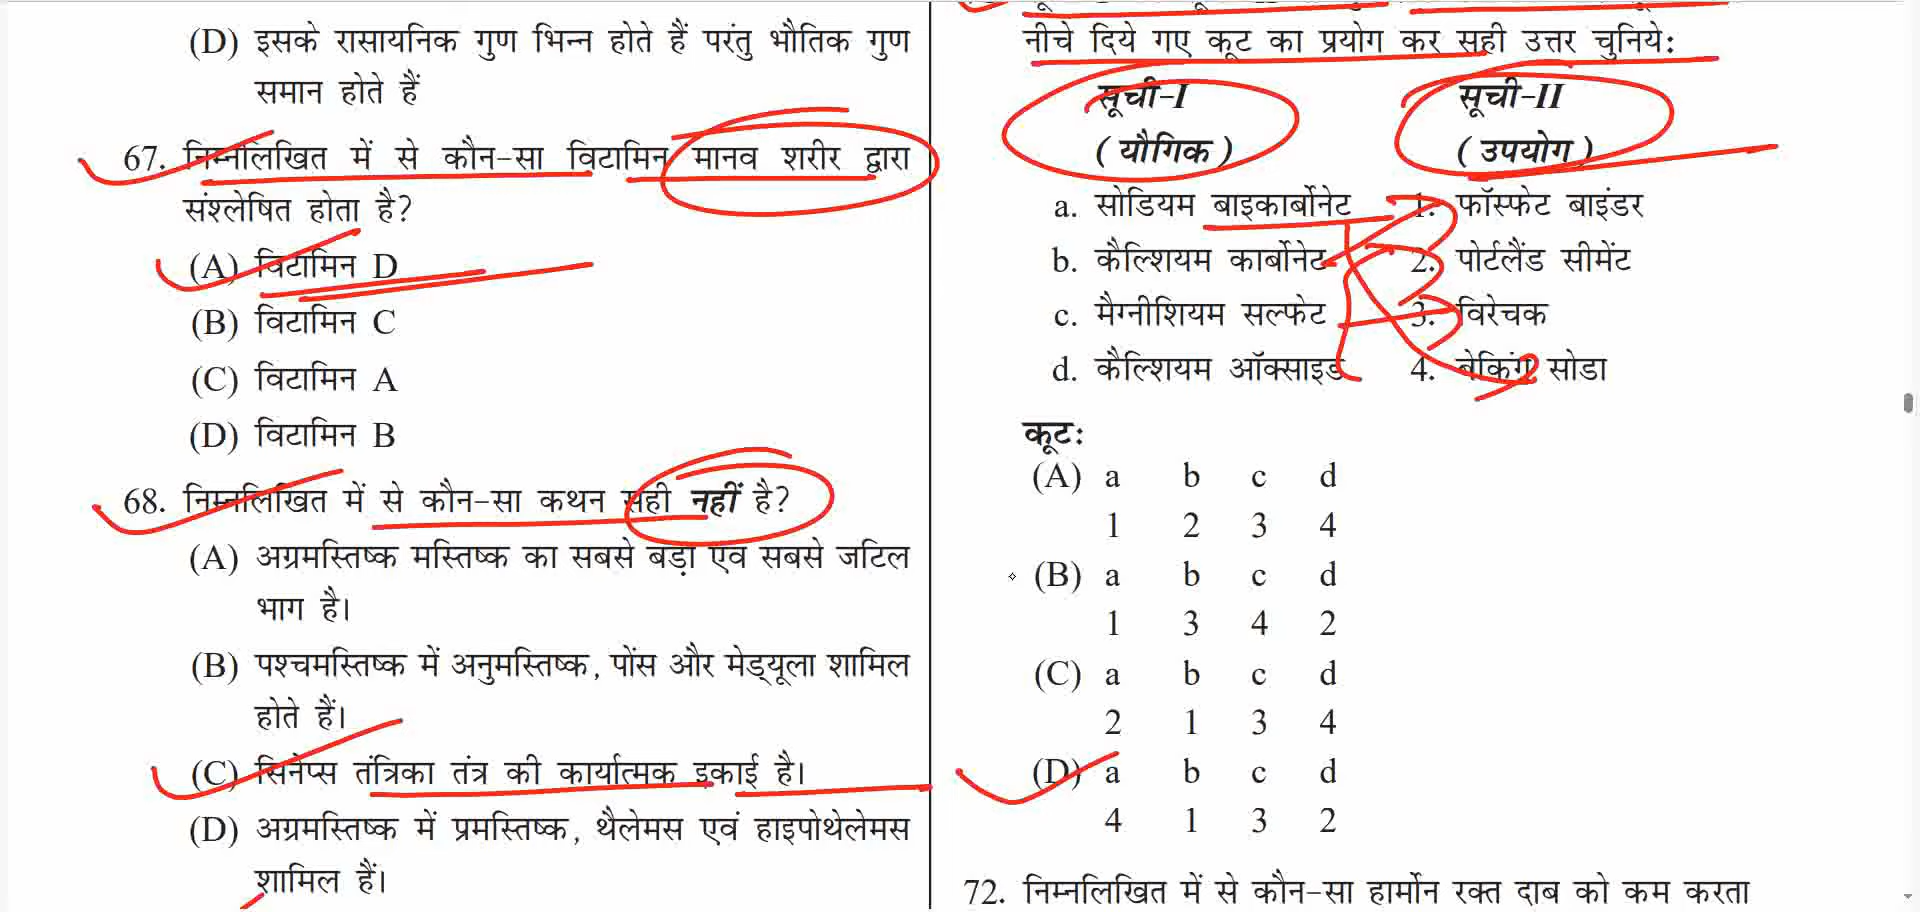 (D) इसके रासायनिक गुण भिन्न होते हैं परंतु भौतिक गुण
समान होते हैं
67. निम्नलिखित में से कौन-सा विटामिन मानव शरीर द्वारा
संश्लेषित होता है?
(A) विटामिन D
(B) विटामिन C
(C) विटामिन A
(D) विटामिन B
68. निम्नलिखित में से कौन-सा कथन सही नहीं है?
(A) अग्रमस्तिष्क मस्तिष्क का सबसे बड़ा एवं सबसे जटिल
भाग है।
(B) पश्चमस्तिष्क में अनुमस्तिष्क, पोंस और मेड्यूला शामिल
होते हैं।
(C) सिनेप्स तंत्रिका तंत्र की कार्यात्मक इकाई है।
(D) अग्रमस्तिष्क में प्रमस्तिष्क, थैलेमस एवं हाइपोथेलेमस
शामिल हैं।
नीचे दिये गए कूट का प्रयोग कर सही उत्तर चुनिये:
सूची-I सूची-II
(यौगिक) (उपयोग)
a. सोडियम बाइकार्बोनेट 1. फॉस्फेट बाइंडर
b. कैल्शियम कार्बोनेट 2. पोर्टलैंड सीमेंट
c. मैग्नीशियम सल्फेट 3. विरेचक
d. कैल्शियम ऑक्साइड 4. बेकिंग सोडा
कूट:
(A) a b c d
1 2 3 4
(B) a b c d
1 3 4 2
(C) a b c d
2 1 3 4
(D) a b c d
4 1 3 2
72. निम्नलिखित में से कौन-सा हार्मोन रक्त दाब को कम करता